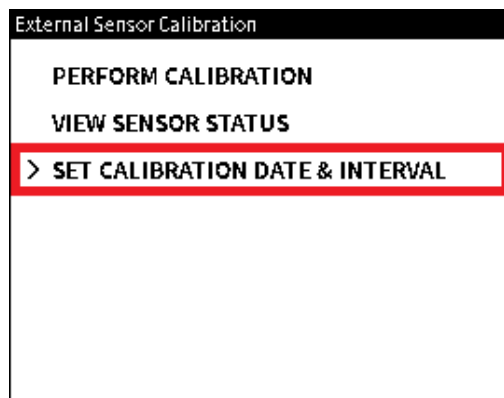 External Sensor Calibration
PERFORM CALIBRATION
VIEW SENSOR STATUS
> SET CALIBRATION DATE & INTERVAL